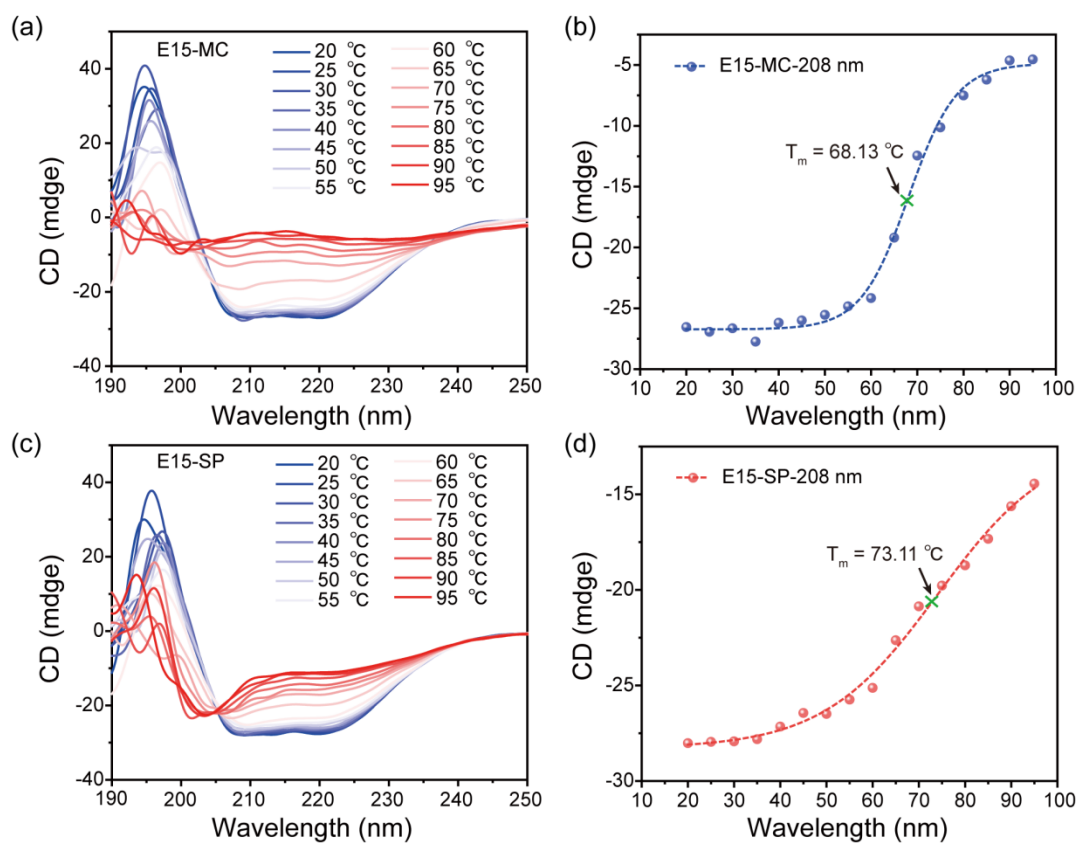 (a)
E15-MC
20 ℃
25 ℃
30 ℃
35 ℃
40 ℃
45 ℃
50 ℃
55 ℃
60 ℃
65 ℃
70 ℃
75 ℃
80 ℃
85 ℃
90 ℃
95 ℃
40
20
0
-20
-40
CD (mdge)
190 200 210 220 230 240 250
Wavelength (nm)
(b)
E15-MC-208 nm
Tm = 68.13 ℃
-5
-10
-15
-20
-25
-30
CD (mdge)
10 20 30 40 50 60 70 80 90 100
Wavelength (nm)
(c)
E15-SP
20 ℃
25 ℃
30 ℃
35 ℃
40 ℃
45 ℃
50 ℃
55 ℃
60 ℃
65 ℃
70 ℃
75 ℃
80 ℃
85 ℃
90 ℃
95 ℃
40
20
0
-20
-40
CD (mdge)
190 200 210 220 230 240 250
Wavelength (nm)
(d)
E15-SP-208 nm
Tm = 73.11 ℃
-15
-20
-25
-30
CD (mdge)
10 20 30 40 50 60 70 80 90 100
Wavelength (nm)